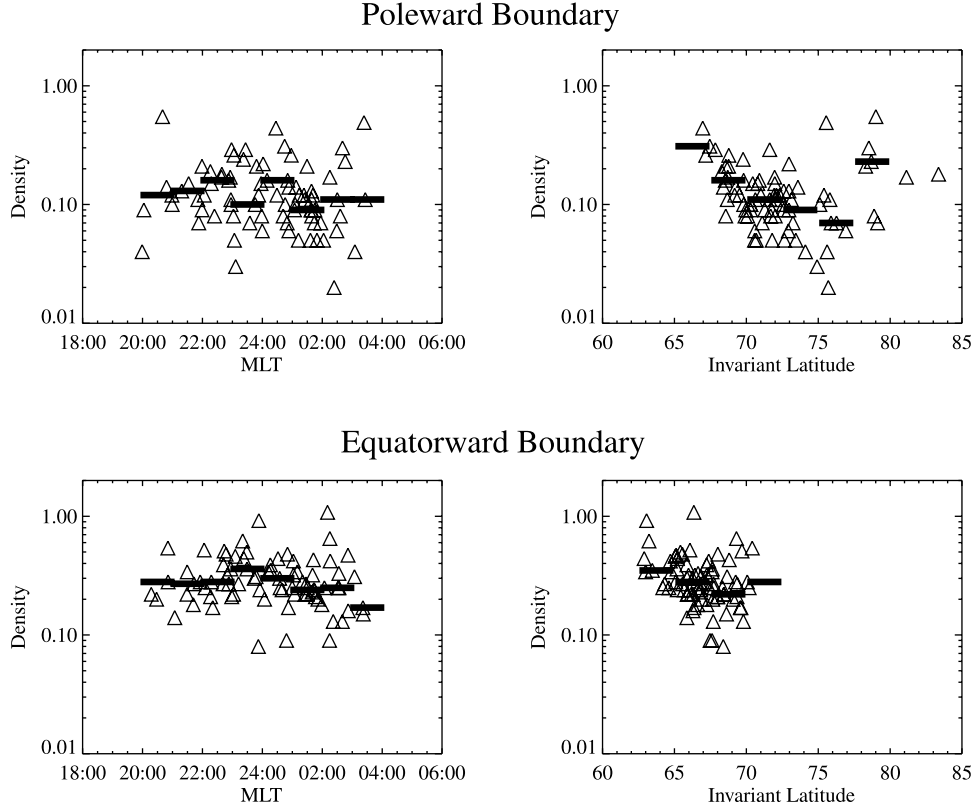 Poleward Boundary
1.00
0.10
0.01
Density
18:00 20:00 22:00 24:00 02:00 04:00 06:00
MLT
1.00
0.10
0.01
Density
60 65 70 75 80 85
Invariant Latitude
Equatorward Boundary
1.00
0.10
0.01
Density
18:00 20:00 22:00 24:00 02:00 04:00 06:00
MLT
1.00
0.10
0.01
Density
60 65 70 75 80 85
Invariant Latitude